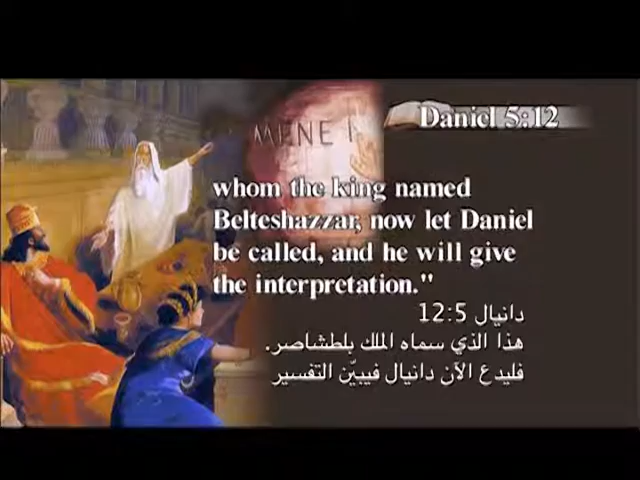 MENE
Daniel 5:12
whom the king named
Belteshazzar, now let Daniel
be called, and he will give
the interpretation."
دانيال 12:5
هذا الذي سماه الملك بلطشاصر.
فليدع الآن دانيال فيبيّن التفسير